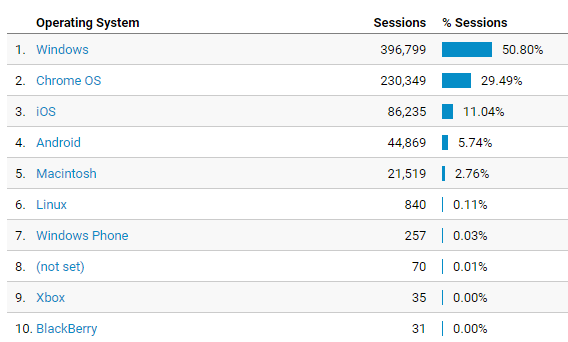 Operating System Sessions % Sessions
1. Windows 396,799 50.80%
2. Chrome OS 230,349 29.49%
3. iOS 86,235 11.04%
4. Android 44,869 5.74%
5. Macintosh 21,519 2.76%
6. Linux 840 0.11%
7. Windows Phone 257 0.03%
8. (not set) 70 0.01%
9. Xbox 35 0.00%
10. BlackBerry 31 0.00%